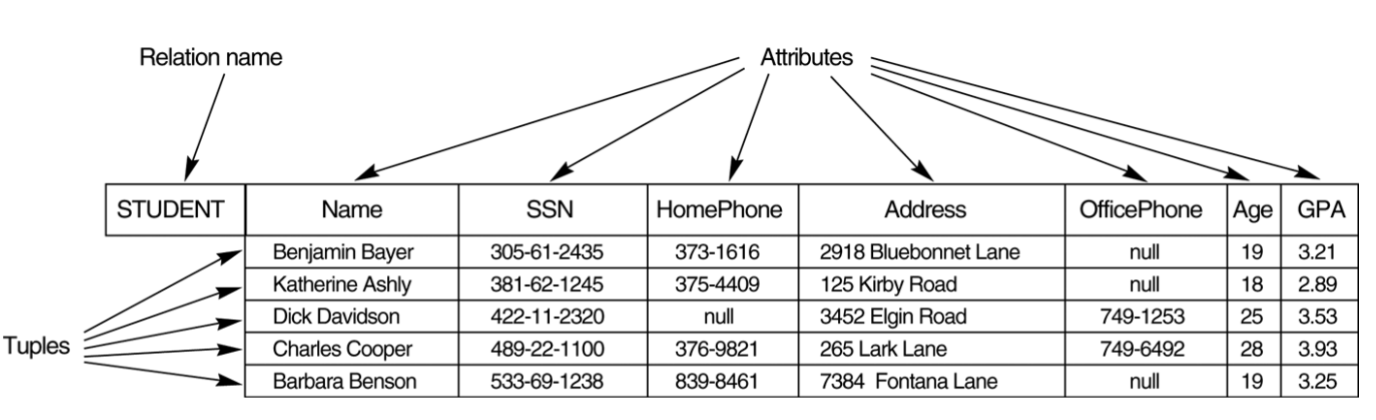 Relation name Attributes
STUDENT Name SSN HomePhone Address OfficePhone Age GPA
Benjamin Bayer 305-61-2435 373-1616 2918 Bluebonnet Lane null 19 3.21
Katherine Ashly 381-62-1245 375-4409 125 Kirby Road null 18 2.89
Dick Davidson 422-11-2320 null 3452 Elgin Road 749-1253 25 3.53
Tuples Charles Cooper 489-22-1100 376-9821 265 Lark Lane 749-6492 28 3.93
Barbara Benson 533-69-1238 839-8461 7384 Fontana Lane null 19 3.25